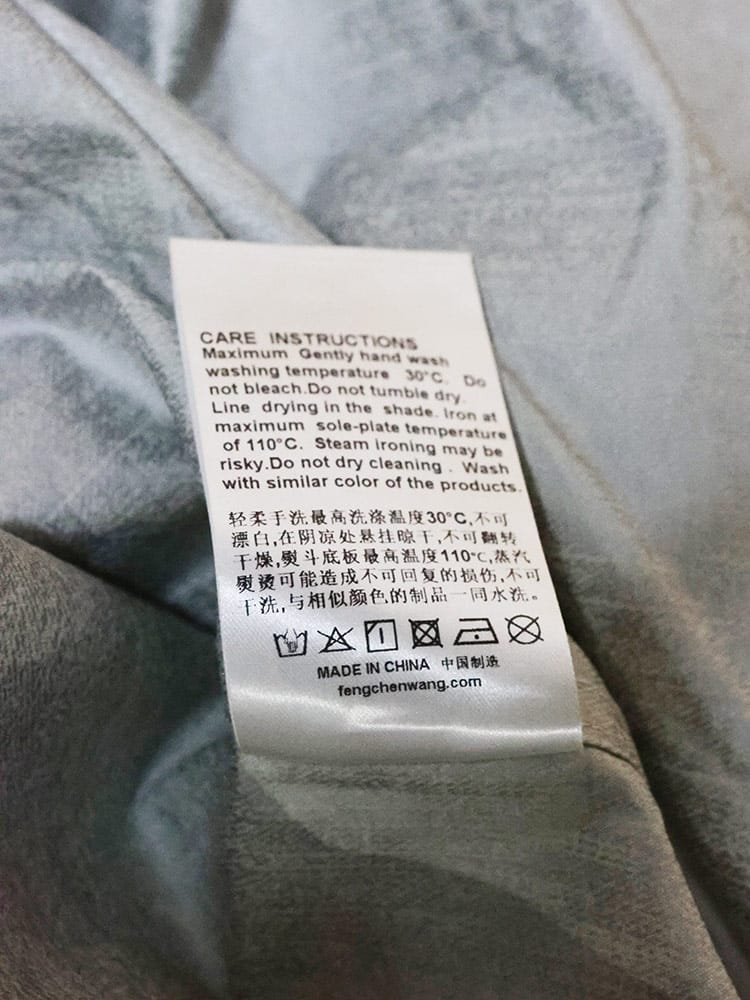 CARE INSTRUCTIONS
Maximum Gently hand wash
washing temperature 30°C. Do
not bleach.Do not tumble dry.
Line drying in the shade. Iron at
maximum sole-plate temperature
of 110°C. Steam ironing may be
risky.Do not dry cleaning . Wash
with similar color of the products.
轻柔手洗最高洗涤温度30°C,不可
漂白,在阴凉处悬挂晾干,不可翻转
干燥,熨斗底板最高温度110°C,蒸汽
熨烫可能造成不可回复的损伤,不可
干洗,与相似颜色的制品一同水洗。
MADE IN CHINA 中国制造
fengchenwang.com